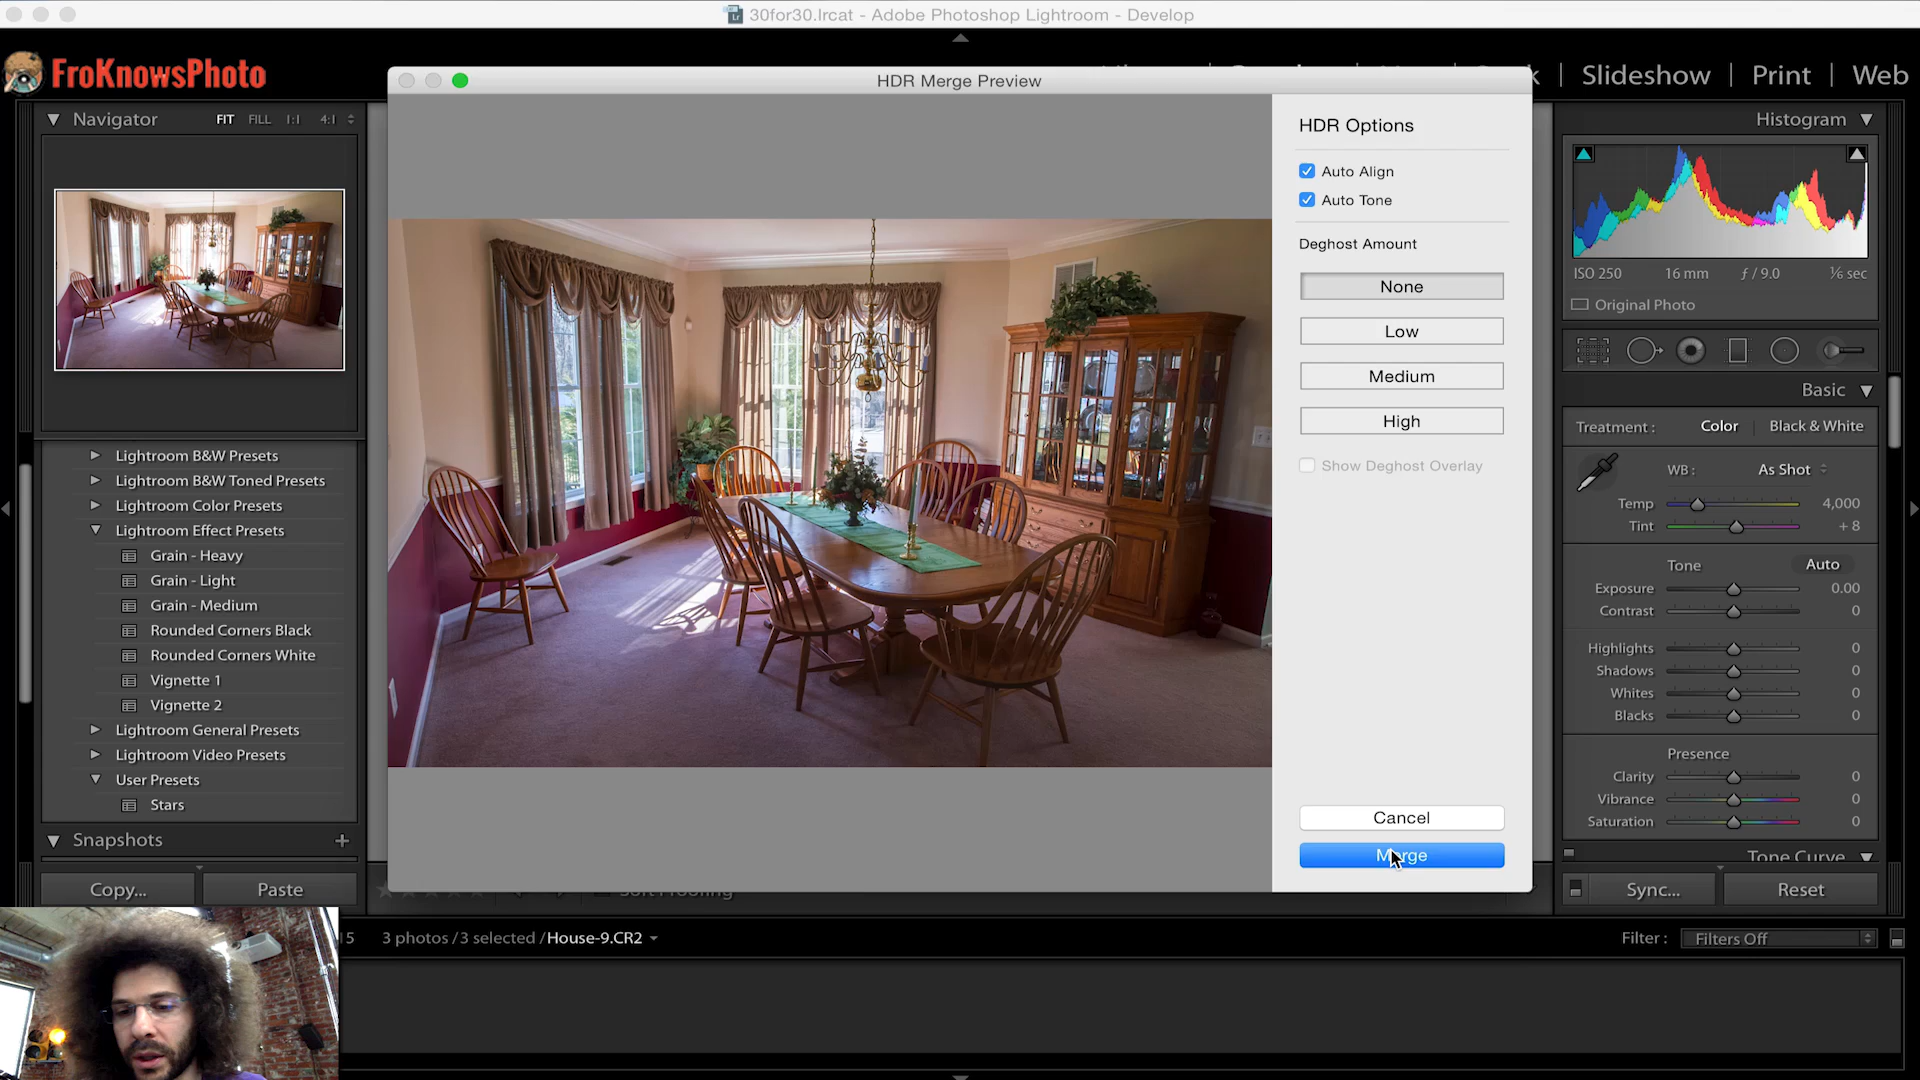 30for30.lrcat - Adobe Photoshop Lightroom - Develop
FroKnowsPhoto
Slideshow | Print | Web
HDR Merge Preview
Navigator FIT FILL 1:1 4:1
Lightroom B&W Presets
Lightroom B&W Toned Presets
Lightroom Color Presets
Lightroom Effect Presets
Grain - Heavy
Grain - Light
Grain - Medium
Rounded Corners Black
Rounded Corners White
Vignette 1
Vignette 2
Lightroom General Presets
Lightroom Video Presets
User Presets
Stars
Snapshots +
Copy... Paste
HDR Options
Auto Align
Auto Tone
Deghost Amount
None
Low
Medium
High
Show Deghost Overlay
Cancel
Merge
Histogram
ISO 250 16 mm ƒ / 9.0 ⅙ sec
Original Photo
Basic
Treatment : Color Black & White
WB : As Shot
Temp 4,000
Tint + 8
Tone Auto
Exposure 0.00
Contrast 0
Highlights 0
Shadows 0
Whites 0
Blacks 0
Presence
Clarity 0
Vibrance 0
Saturation 0
Tone Curve
Sync... Reset
Soft Proofing
15 3 photos / 3 selected / House-9.CR2
Filter : Filters Off